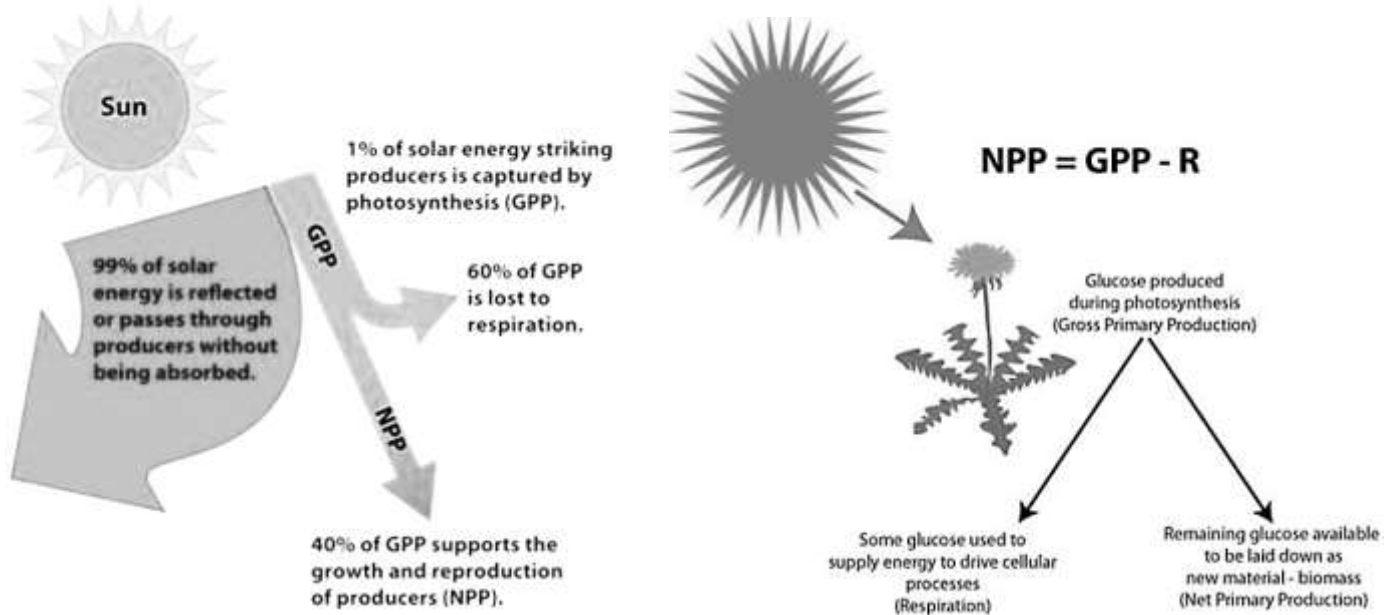 Sun
1% of solar energy striking
producers is captured by
photosynthesis (GPP).
GPP
99% of solar
energy is reflected
or passes through
producers without
being absorbed.
60% of GPP
is lost to
respiration.
NPP
40% of GPP supports the
growth and reproduction
of producers (NPP).
NPP = GPP - R
Glucose produced
during photosynthesis
(Gross Primary Production)
Some glucose used to
supply energy to drive cellular
processes
(Respiration)
Remaining glucose available
to be laid down as
new material - biomass
(Net Primary Production)